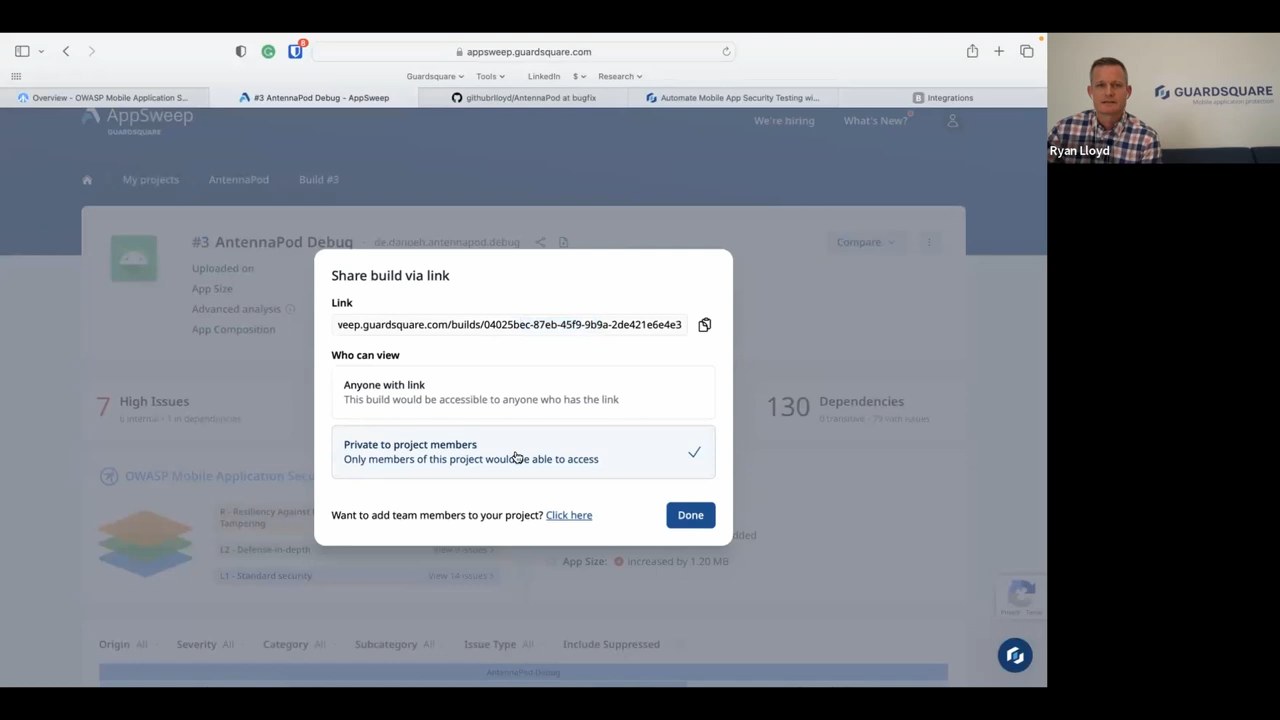 8
appsweep.guardsquare.com
Guardsquare Tools LinkedIn $ Research
Overview - OWASP Mobile Application S...
#3 AntennaPod Debug - AppSweep
githubrlloyd/AntennaPod at bugfix
Automate Mobile App Security Testing wi...
B Integrations
AppSweep
GUARDSQUARE
We're hiring
What's New?
My projects
AntennaPod
Build #3
#3 AntennaPod Debug - de.danoeh.antennapod.debug
Compare
Uploaded on
App Size
Advanced analysis
App Composition
Share build via link
Link
veep.guardsquare.com/builds/04025bec-87eb-45f9-9b9a-2de421e6e4e3
Who can view
Anyone with link
This build would be accessible to anyone who has the link
Private to project members
Only members of this project would be able to access
Want to add team members to your project? Click here
Done
7 High Issues
6 internal · 1 in dependencies
130 Dependencies
OWASP Mobile Application Secu
R - Resiliency Against
Tampering
L2 - Defense-in-depth
L1 - Standard security
View 14 issues
dded
App Size: increased by 1.20 MB
Origin All
Severity All
Category All
Subcategory All
Issue Type All
Include Suppressed
AntennaPod Debug
GUARDSQUARE
Mobile application protection
Ryan Lloyd